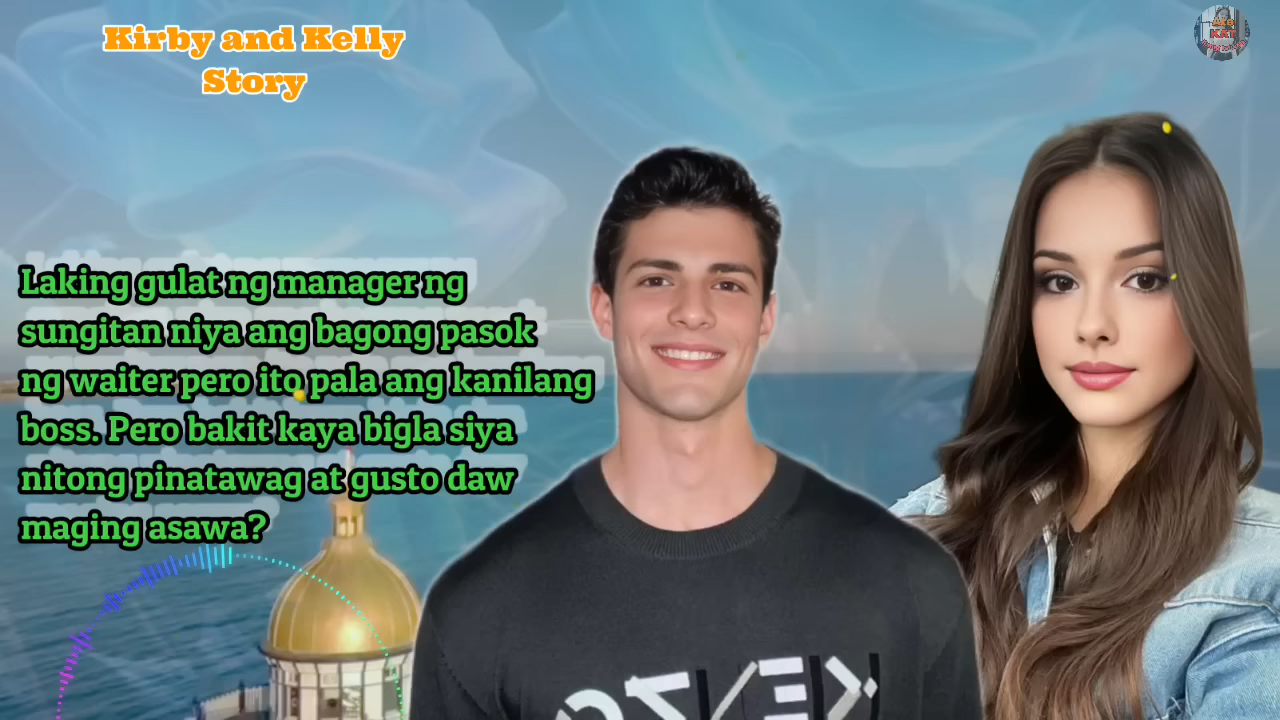 Kirby and Kelly
Story
KAT
Laking gulat ng manager ng
sungitan niya ang bagong pasok
ng waiter pero ito pala ang kanilang
boss. Pero bakit kaya bigla siya
nitong pinatawag at gusto daw
maging asawa?